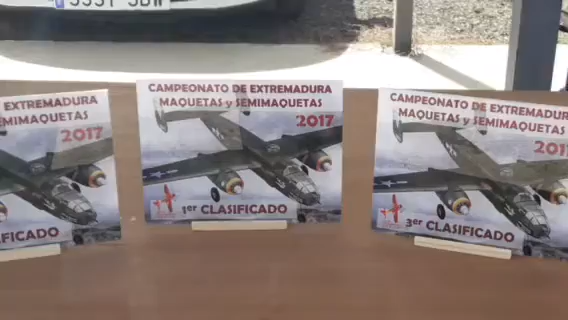 EXTREMADURA
SEMIMAQUETAS
2017
CLASIFICADO
CAMPEONATO DE EXTREMADURA
MAQUETAS y SEMIMAQUETAS
2017
1er CLASIFICADO
CAMPEONATO DE EXTREMADURA
MAQUETAS y SEMIMAQUETAS
2017
3er CLASIFICADO